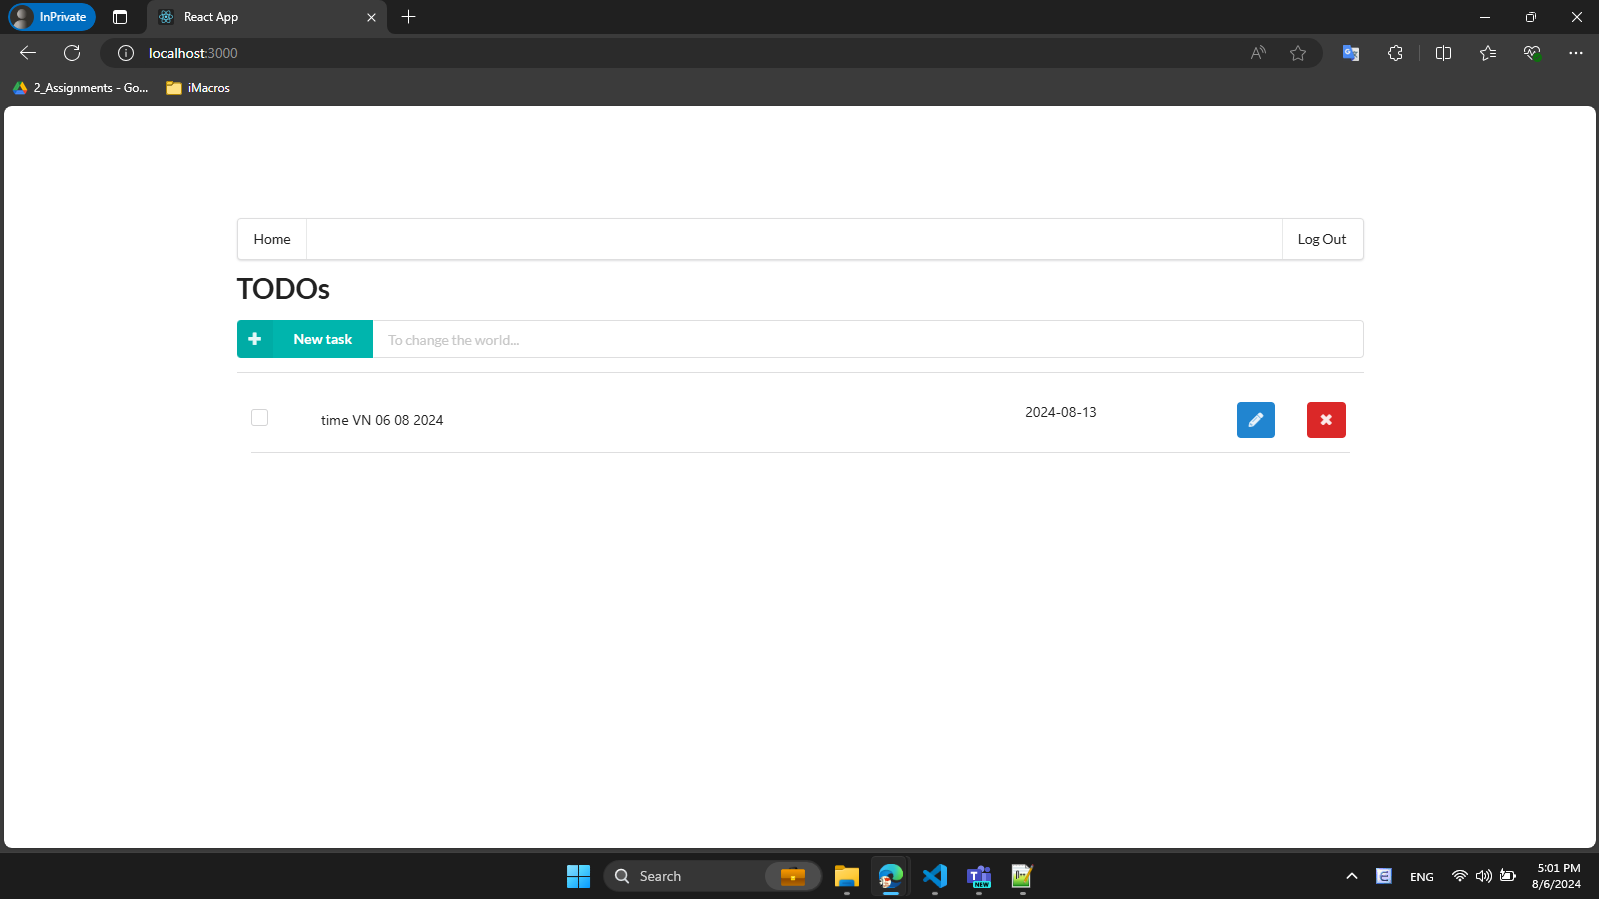 InPrivate
React App
localhost:3000
2_Assignments - Go...
iMacros
Home
Log Out
TODOs
New task
To change the world...
time VN 06 08 2024
2024-08-13
Search
NEW
ENG
5:01 PM
8/6/2024